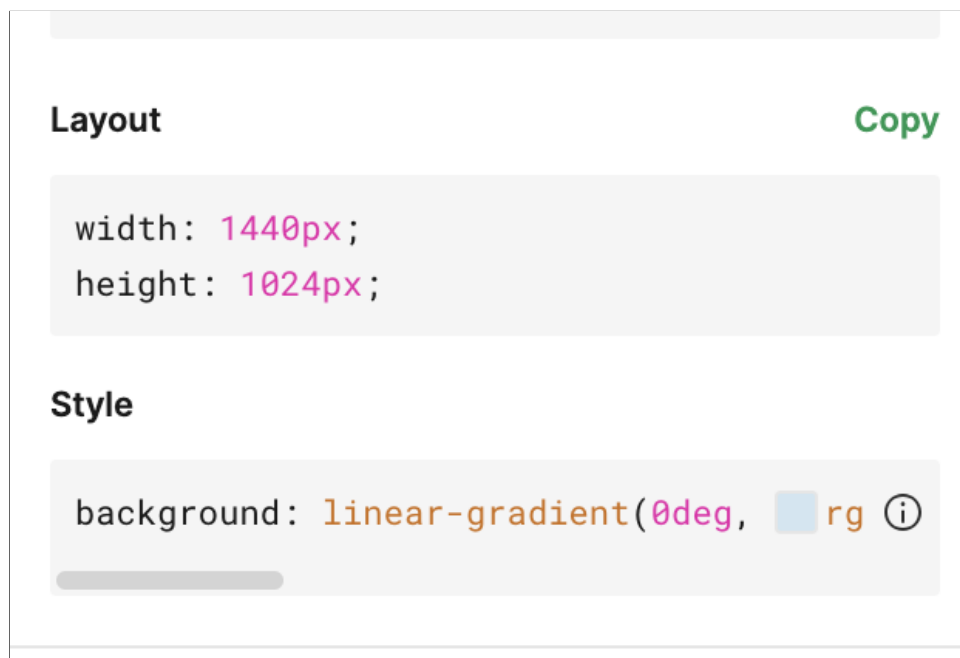 Layout
Copy
width: 1440px;
height: 1024px;
Style
background: linear-gradient(0deg, rg